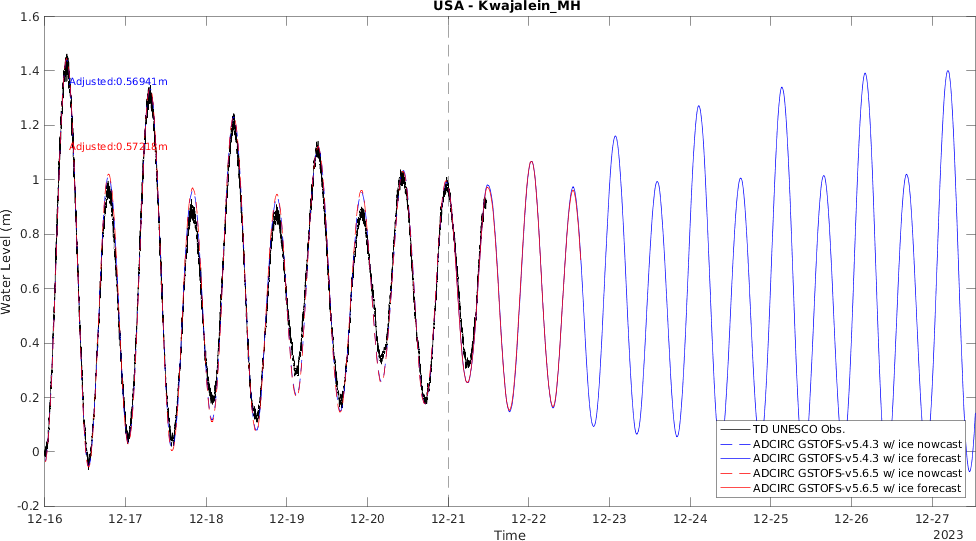 USA - Kwajalein_MH
1.6
1.4
1.2
1
0.8
0.6
0.4
0.2
0
-0.2
Water Level (m)
Adjusted:0.56941m
Adjusted:0.57218m
TD UNESCO Obs.
ADCIRC GSTOFS-v5.4.3 w/ ice nowcast
ADCIRC GSTOFS-v5.4.3 w/ ice forecast
ADCIRC GSTOFS-v5.6.5 w/ ice nowcast
ADCIRC GSTOFS-v5.6.5 w/ ice forecast
12-16 12-17 12-18 12-19 12-20 12-21 12-22 12-23 12-24 12-25 12-26 12-27
Time
2023